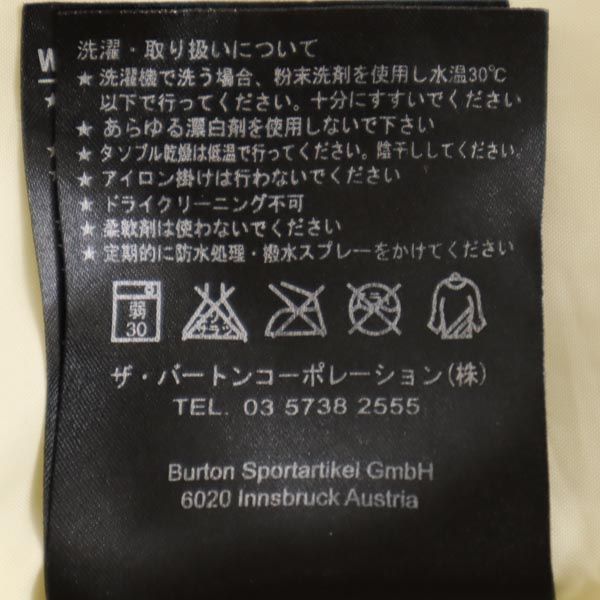 W
洗濯・取り扱いについて
★ 洗濯機で洗う場合、粉末洗剤を使用し水温30℃
以下で行ってください。十分にすすいでください
★ あらゆる漂白剤を使用しないで下さい
★ タンブル乾燥は低温で行ってください。陰干ししてください。
★ アイロン掛けは行わないでください
★ ドライクリーニング不可
★ 柔軟剤は使わないでください
★ 定期的に防水処理・撥水スプレーをかけてください
弱
30
エンソ
サラシ
ドライ
ザ・バートンコーポレーション(株)
TEL. 03 5738 2555
Burton Sportartikel GmbH
6020 Innsbruck Austria